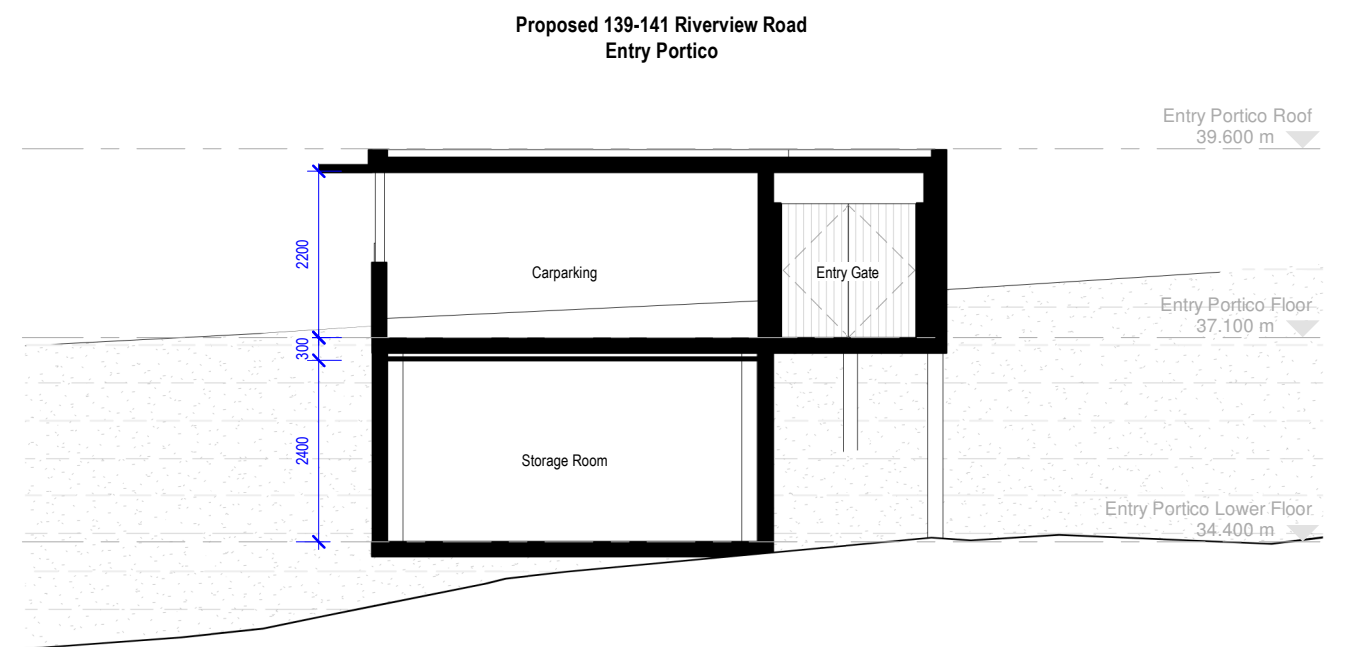 Proposed 139-141 Riverview Road
Entry Portico
Entry Portico Roof
39.600 m
2200
Carparking
Entry Gate
Entry Portico Floor
37.100 m
300
2400
Storage Room
Entry Portico Lower Floor
34.400 m